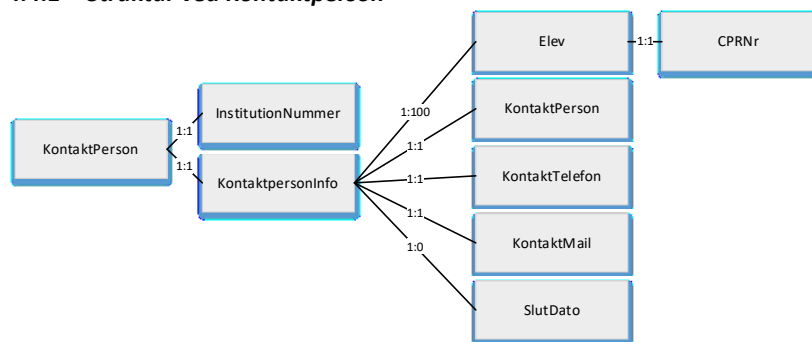 Elev
1:1
CPRNr
1:100
InstitutionNummer
KontaktPerson
1:1
1:1
KontaktPerson
1:1
KontaktpersonInfo
1:1
KontaktTelefon
1:1
KontaktMail
1:0
SlutDato